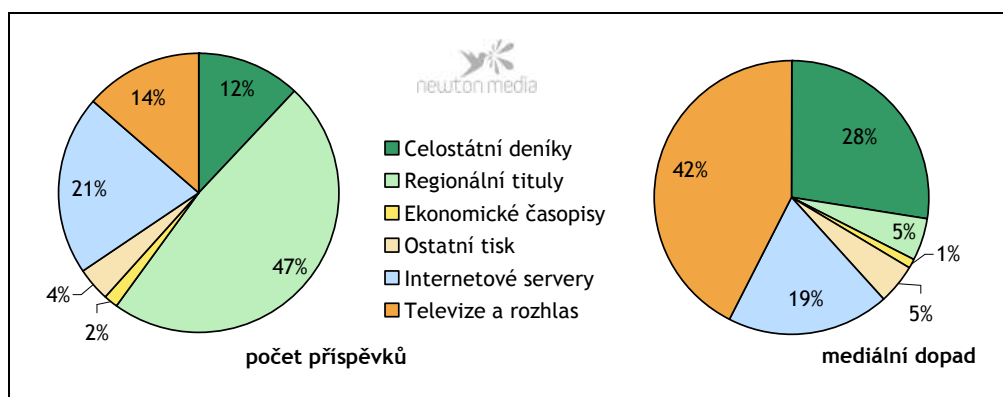 newton media
12%
47%
2%
4%
21%
14%
Celostátní deníky
Regionální tituly
Ekonomické časopisy
Ostatní tisk
Internetové servery
Televize a rozhlas
28%
5%
1%
5%
19%
42%
počet příspěvků
mediální dopad